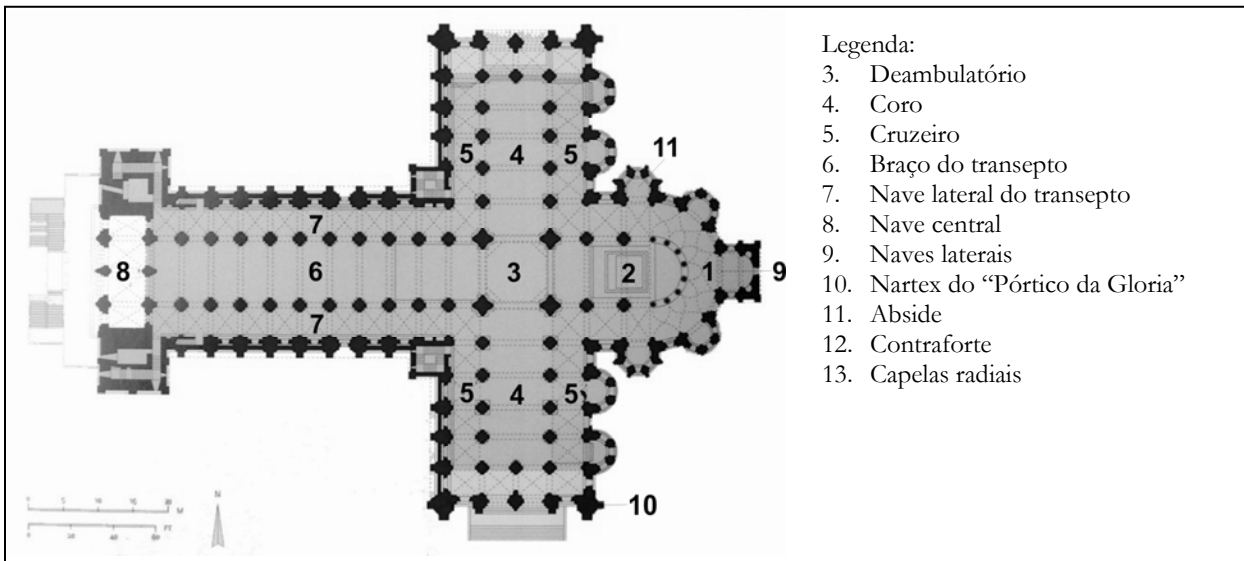 Legenda:
3. Deambulatório
4. Coro
5. Cruzeiro
6. Braço do transepto
7. Nave lateral do transepto
8. Nave central
9. Naves laterais
10. Nartex do “Pórtico da Gloria”
11. Abside
12. Contraforte
13. Capelas radiais
11
5 4 5
7
8 6 3 2 1 9
7
5 4 5
10
N
M
FT